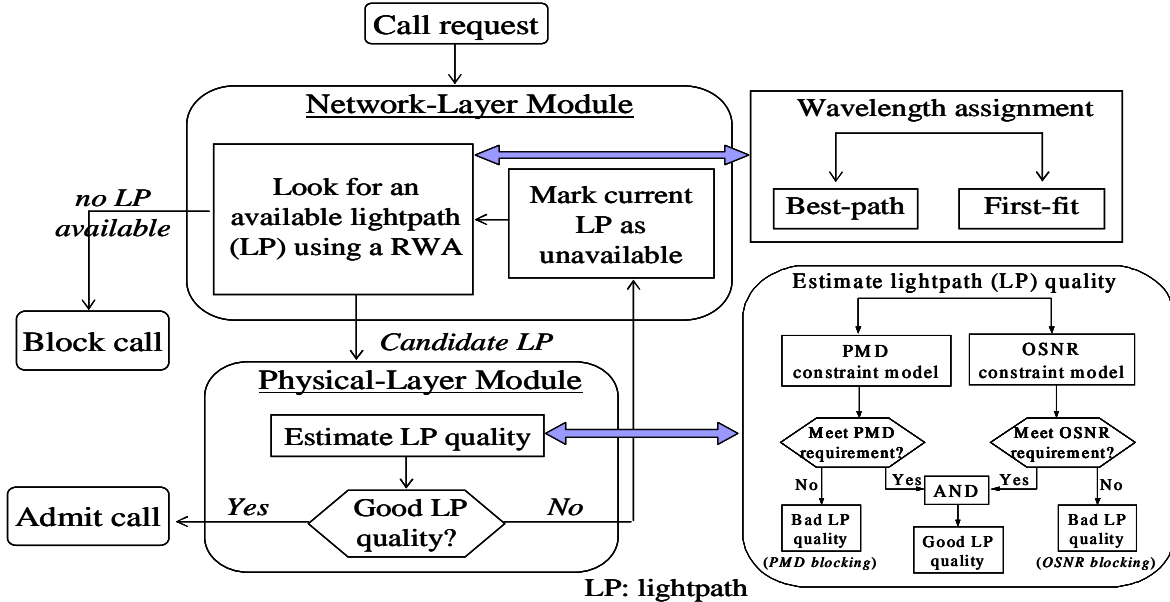 Call request
Network-Layer Module
Look for an
available lightpath
(LP) using a RWA
Mark current
LP as
unavailable
no LP
available
Block call
Candidate LP
Physical-Layer Module
Estimate LP quality
Good LP
quality?
Yes
No
Admit call
LP: lightpath
Wavelength assignment
Best-path
First-fit
Estimate lightpath (LP) quality
PMD
constraint model
OSNR
constraint model
Meet PMD
requirement?
Meet OSNR
requirement?
No
Yes
AND
Yes
No
Bad LP
quality
(PMD blocking)
Good LP
quality
Bad LP
quality
(OSNR blocking)